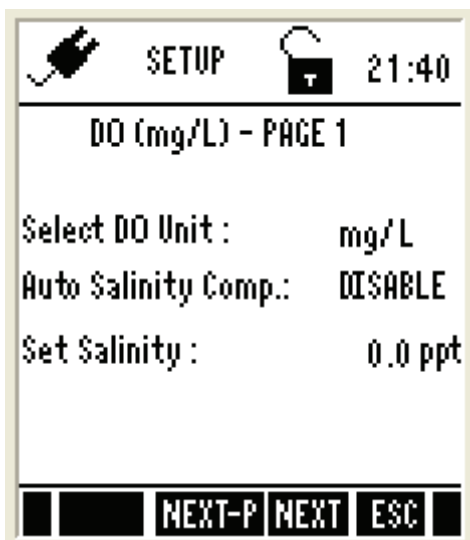 SETUP 21:40
DO (mg/L) - PAGE 1
Select DO Unit : mg/L
Auto Salinity Comp.: DISABLE
Set Salinity : 0.0 ppt
NEXT-P NEXT ESC